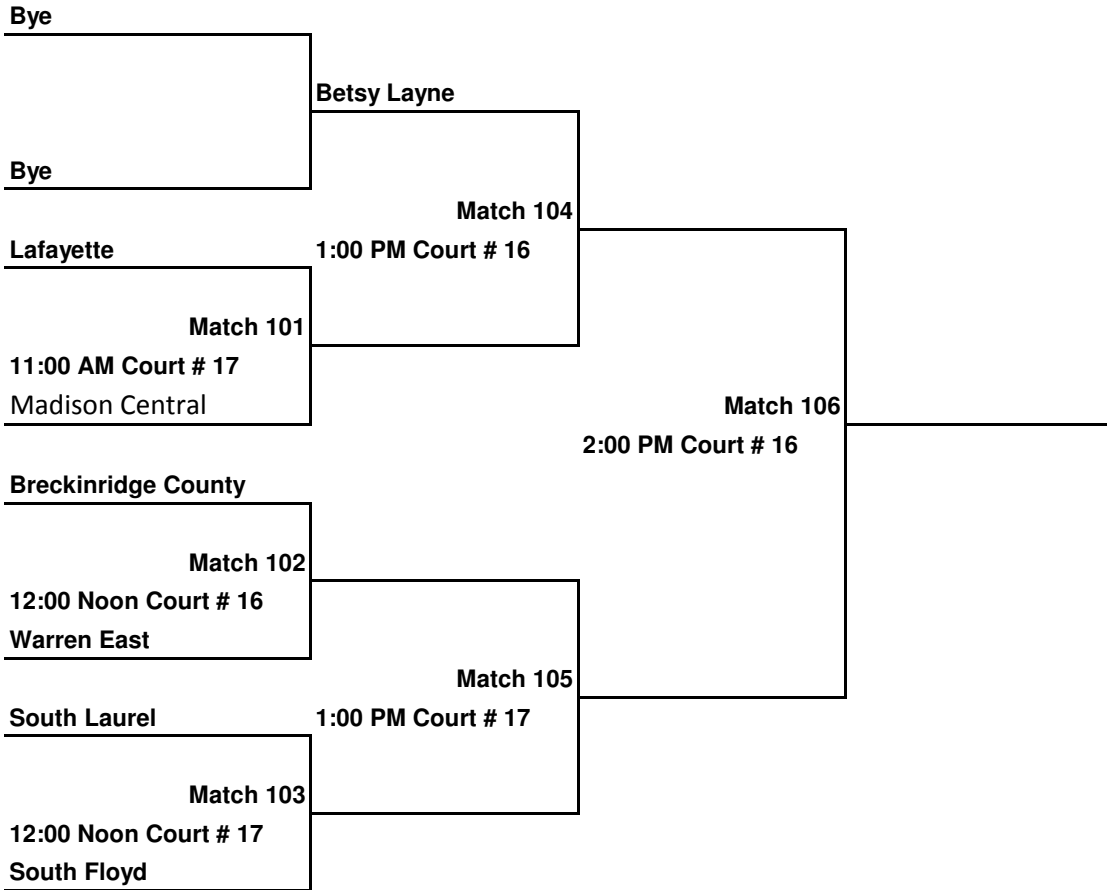 Bye
Betsy Layne
Bye
Match 104
Lafayette
1:00 PM Court # 16
Match 101
11:00 AM Court # 17
Madison Central
Match 106
2:00 PM Court # 16
Breckinridge County
Match 102
12:00 Noon Court # 16
Warren East
Match 105
South Laurel
1:00 PM Court # 17
Match 103
12:00 Noon Court # 17
South Floyd